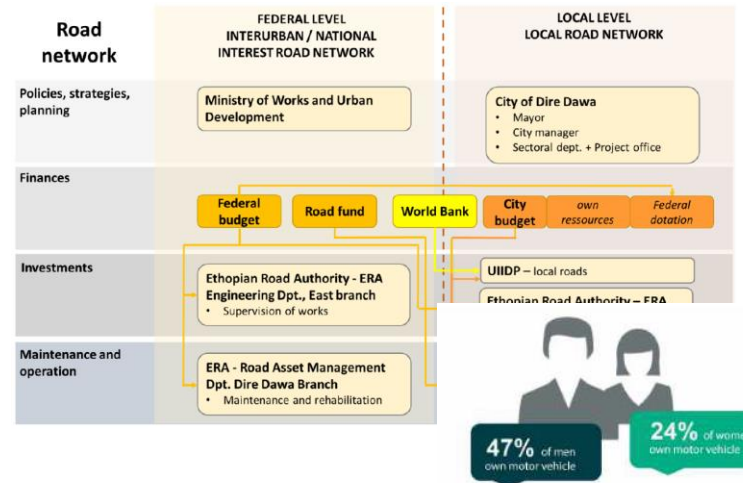 Road
network
FEDERAL LEVEL
INTERURBAN / NATIONAL
INTEREST ROAD NETWORK
LOCAL LEVEL
LOCAL ROAD NETWORK
Policies, strategies,
planning
Ministry of Works and Urban
Development
City of Dire Dawa
• Mayor
• City manager
• Sectoral dept. + Project office
Finances
Federal
budget
Road fund
World Bank
City
budget
own
ressources
Federal
dotation
Investments
Ethopian Road Authority - ERA
Engineering Dpt., East branch
• Supervision of works
UIIDP – local roads
Ethopian Road Authority – ERA
Maintenance and
operation
ERA - Road Asset Management
Dpt. Dire Dawa Branch
• Maintenance and rehabilitation
47% of men
own motor vehicle
24% of wome
own motor vehicle